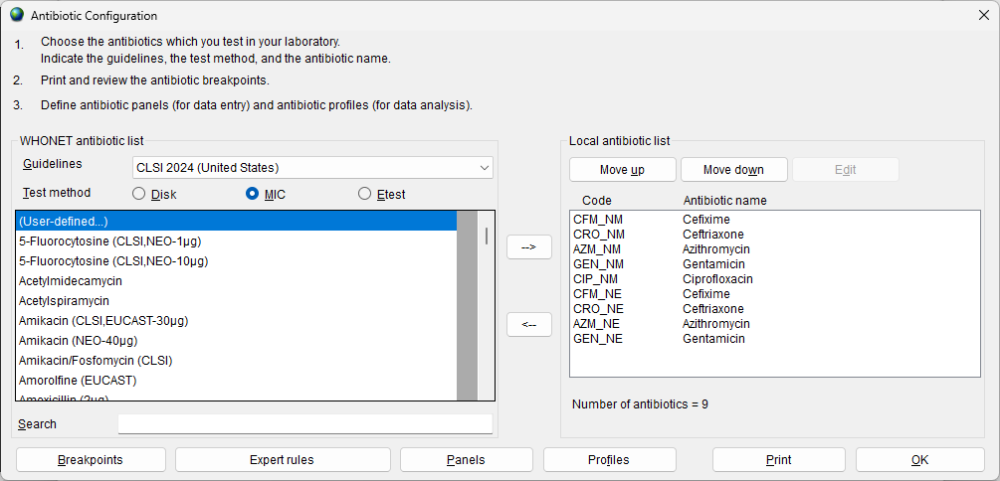 Antibiotic Configuration
1. Choose the antibiotics which you test in your laboratory.
Indicate the guidelines, the test method, and the antibiotic name.
2. Print and review the antibiotic breakpoints.
3. Define antibiotic panels (for data entry) and antibiotic profiles (for data analysis).
WHONET antibiotic list
Guidelines CLSI 2024 (United States)
Test method Disk MIC Etest
(User-defined...)
5-Fluorocytosine (CLSI,NEO-1µg)
5-Fluorocytosine (CLSI,NEO-10µg)
Acetylmidecamycin
Acetylspiramycin
Amikacin (CLSI,EUCAST-30µg)
Amikacin (NEO-40µg)
Amikacin/Fosfomycin (CLSI)
Amorolfine (EUCAST)
Amoxicillin (2µg)
Search
-->
<--
Local antibiotic list
Move up Move down Edit
Code Antibiotic name
CFM_NM Cefixime
CRO_NM Ceftriaxone
AZM_NM Azithromycin
GEN_NM Gentamicin
CIP_NM Ciprofloxacin
CFM_NE Cefixime
CRO_NE Ceftriaxone
AZM_NE Azithromycin
GEN_NE Gentamicin
Number of antibiotics = 9
Breakpoints Expert rules Panels Profiles Print OK